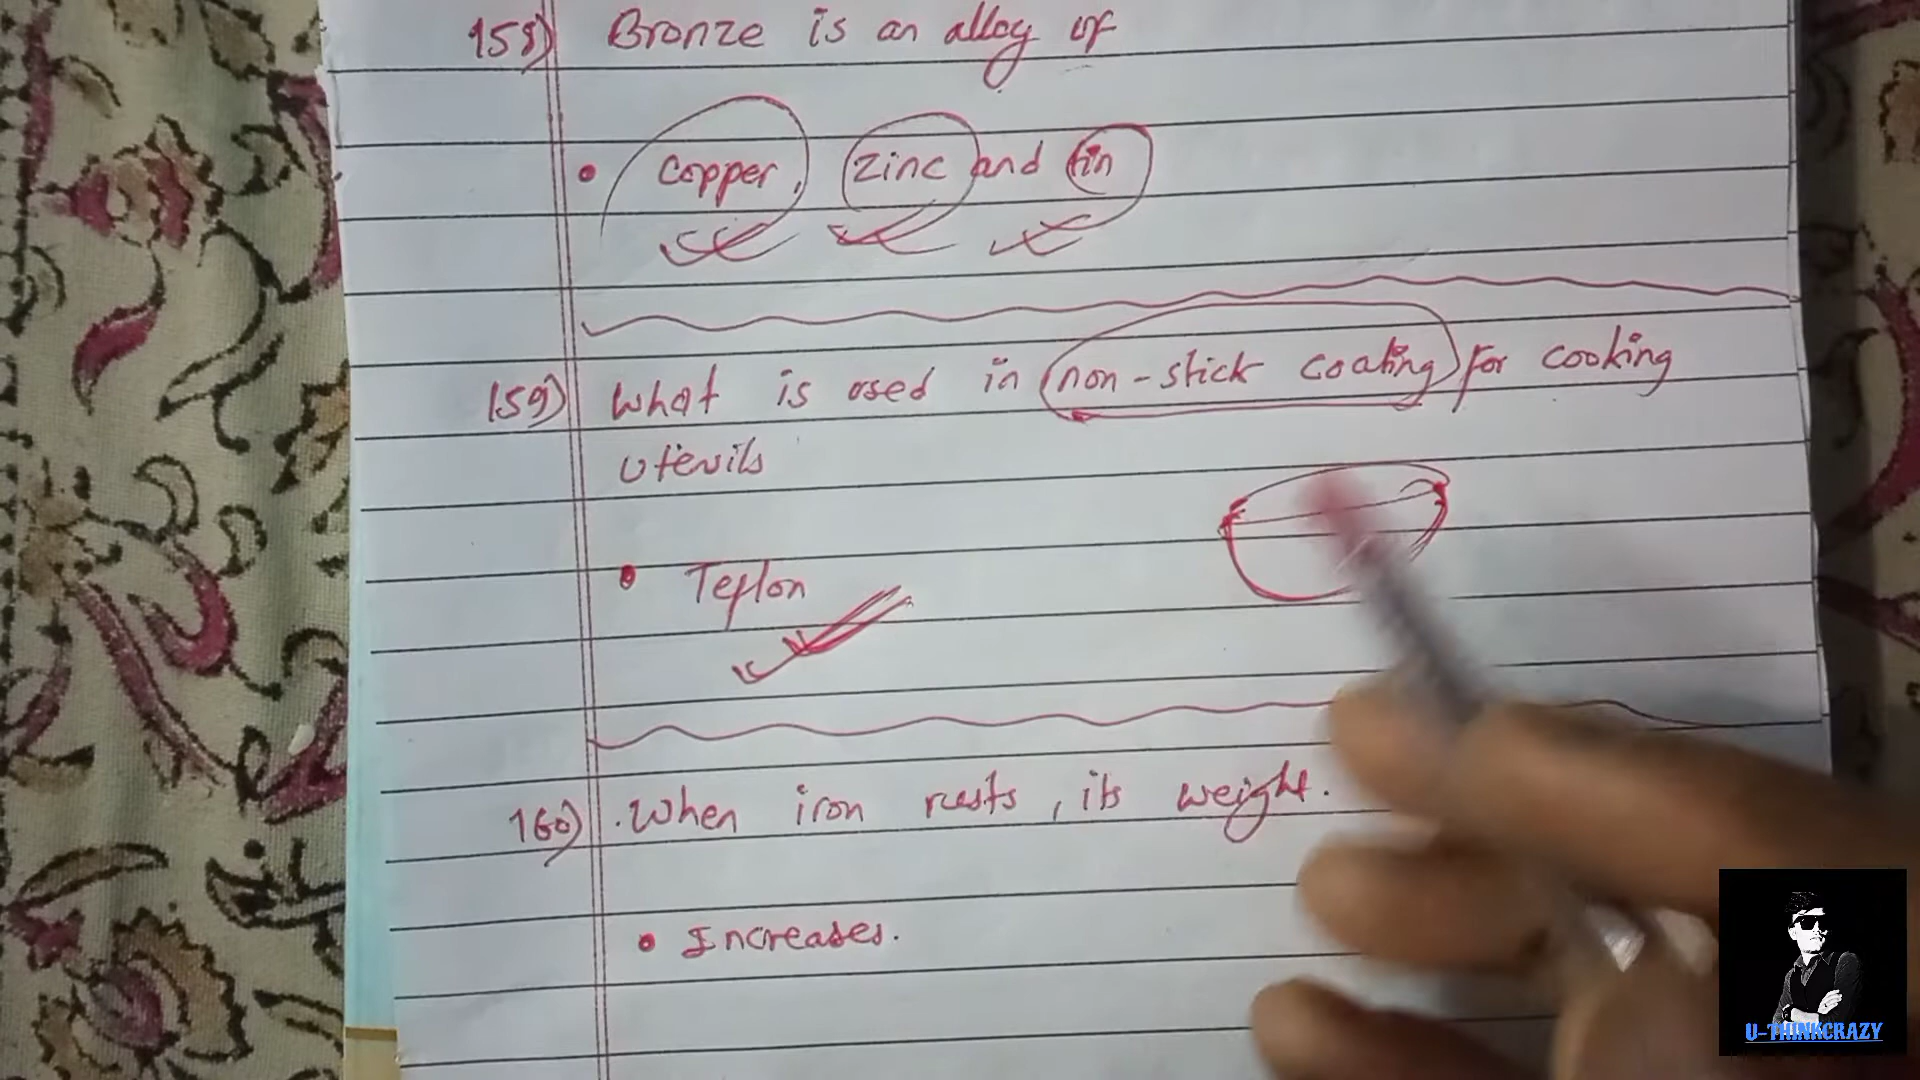 158) Bronze is an alloy of
• Copper, Zinc and tin
159) What is used in non-stick coating for cooking
utensils
• Teflon
160) . When iron rusts, its weight.
• Increases.
U-THINKCRAZY